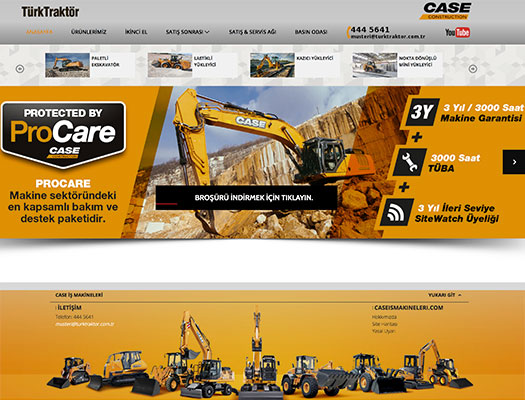 TürkTraktör
CASE
CONSTRUCTION
ANASAYFA ÜRÜNLERİMİZ İKİNCİ EL SATIŞ SONRASI SATIŞ & SERVİS AĞI BASIN ODASI
444 5641
musteri@turktraktor.com.tr
YouTube
PALETLİ
EKSKAVATÖR
LASTİKLİ
YÜKLEYİCİ
KAZICI YÜKLEYİCİ
NOKTA DÖNÜŞLÜ
MİNİ YÜKLEYİCİ
PROTECTED BY
ProCare
CASE
CONSTRUCTION
PROCARE
Makine sektöründeki
en kapsamlı bakım ve
destek paketidir.
CASE
BROŞÜRÜ İNDİRMEK İÇİN TIKLAYIN.
3Y
3 Yıl / 3000 Saat
Makine Garantisi
+
3000 Saat
TÜBA
+
3 Yıl İleri Seviye
SiteWatch Üyeliği
CASE İŞ MAKİNELERİ
YUKARI GİT
İLETİŞİM
Telefon: 444 5641
musteri@turktraktor.com.tr
CASEISMAKINELERI.COM
Hakkımızda
Site Haritası
Yasal Uyarı